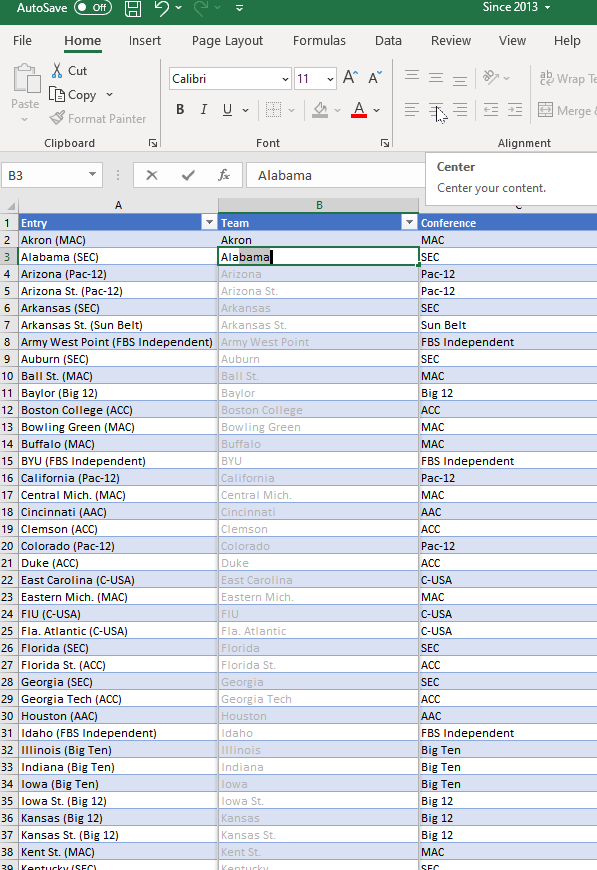 AutoSave Off Since 2013
File Home Insert Page Layout Formulas Data Review View Help
Paste
Cut
Copy
Format Painter
Calibri 11 A A
B I U A
ab Wrap Te
Merge &
Clipboard Font Alignment
B3 fx Alabama
Center
Center your content.
A B C
1 Entry Team Conference
2 Akron (MAC) Akron MAC
3 Alabama (SEC) Alabama SEC
4 Arizona (Pac-12) Arizona Pac-12
5 Arizona St. (Pac-12) Arizona St. Pac-12
6 Arkansas (SEC) Arkansas SEC
7 Arkansas St. (Sun Belt) Arkansas St. Sun Belt
8 Army West Point (FBS Independent) Army West Point FBS Independent
9 Auburn (SEC) Auburn SEC
10 Ball St. (MAC) Ball St. MAC
11 Baylor (Big 12) Baylor Big 12
12 Boston College (ACC) Boston College ACC
13 Bowling Green (MAC) Bowling Green MAC
14 Buffalo (MAC) Buffalo MAC
15 BYU (FBS Independent) BYU FBS Independent
16 California (Pac-12) California Pac-12
17 Central Mich. (MAC) Central Mich. MAC
18 Cincinnati (AAC) Cincinnati AAC
19 Clemson (ACC) Clemson ACC
20 Colorado (Pac-12) Colorado Pac-12
21 Duke (ACC) Duke ACC
22 East Carolina (C-USA) East Carolina C-USA
23 Eastern Mich. (MAC) Eastern Mich. MAC
24 FIU (C-USA) FIU C-USA
25 Fla. Atlantic (C-USA) Fla. Atlantic C-USA
26 Florida (SEC) Florida SEC
27 Florida St. (ACC) Florida St. ACC
28 Georgia (SEC) Georgia SEC
29 Georgia Tech (ACC) Georgia Tech ACC
30 Houston (AAC) Houston AAC
31 Idaho (FBS Independent) Idaho FBS Independent
32 Illinois (Big Ten) Illinois Big Ten
33 Indiana (Big Ten) Indiana Big Ten
34 Iowa (Big Ten) Iowa Big Ten
35 Iowa St. (Big 12) Iowa St. Big 12
36 Kansas (Big 12) Kansas Big 12
37 Kansas St. (Big 12) Kansas St. Big 12
38 Kent St. (MAC) Kent St. MAC
39 Kentucky (SEC) Kentucky SEC